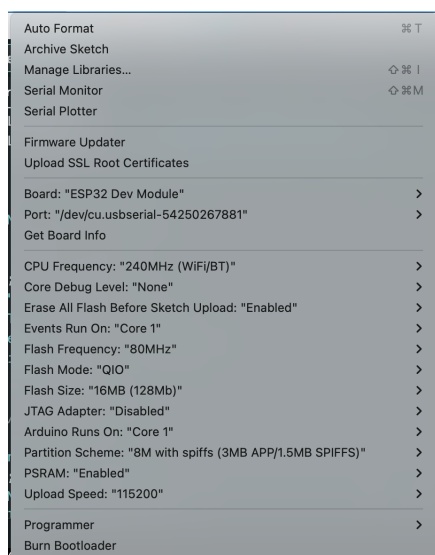 Auto Format ⌘ T
Archive Sketch
Manage Libraries... ⇧ ⌘ I
Serial Monitor ⇧ ⌘ M
Serial Plotter
Firmware Updater
Upload SSL Root Certificates
Board: "ESP32 Dev Module"
Port: "/dev/cu.usbserial-54250267881"
Get Board Info
CPU Frequency: "240MHz (WiFi/BT)"
Core Debug Level: "None"
Erase All Flash Before Sketch Upload: "Enabled"
Events Run On: "Core 1"
Flash Frequency: "80MHz"
Flash Mode: "QIO"
Flash Size: "16MB (128Mb)"
JTAG Adapter: "Disabled"
Arduino Runs On: "Core 1"
Partition Scheme: "8M with spiffs (3MB APP/1.5MB SPIFFS)"
PSRAM: "Enabled"
Upload Speed: "115200"
Programmer
Burn Bootloader